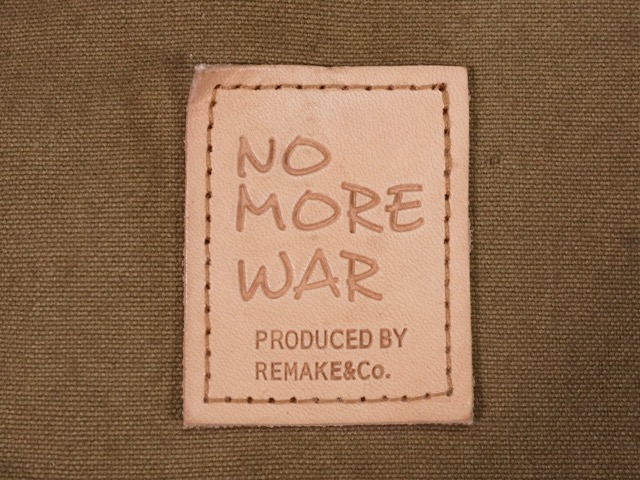 NO
MORE
WAR
PRODUCED BY
REMAKE&Co.